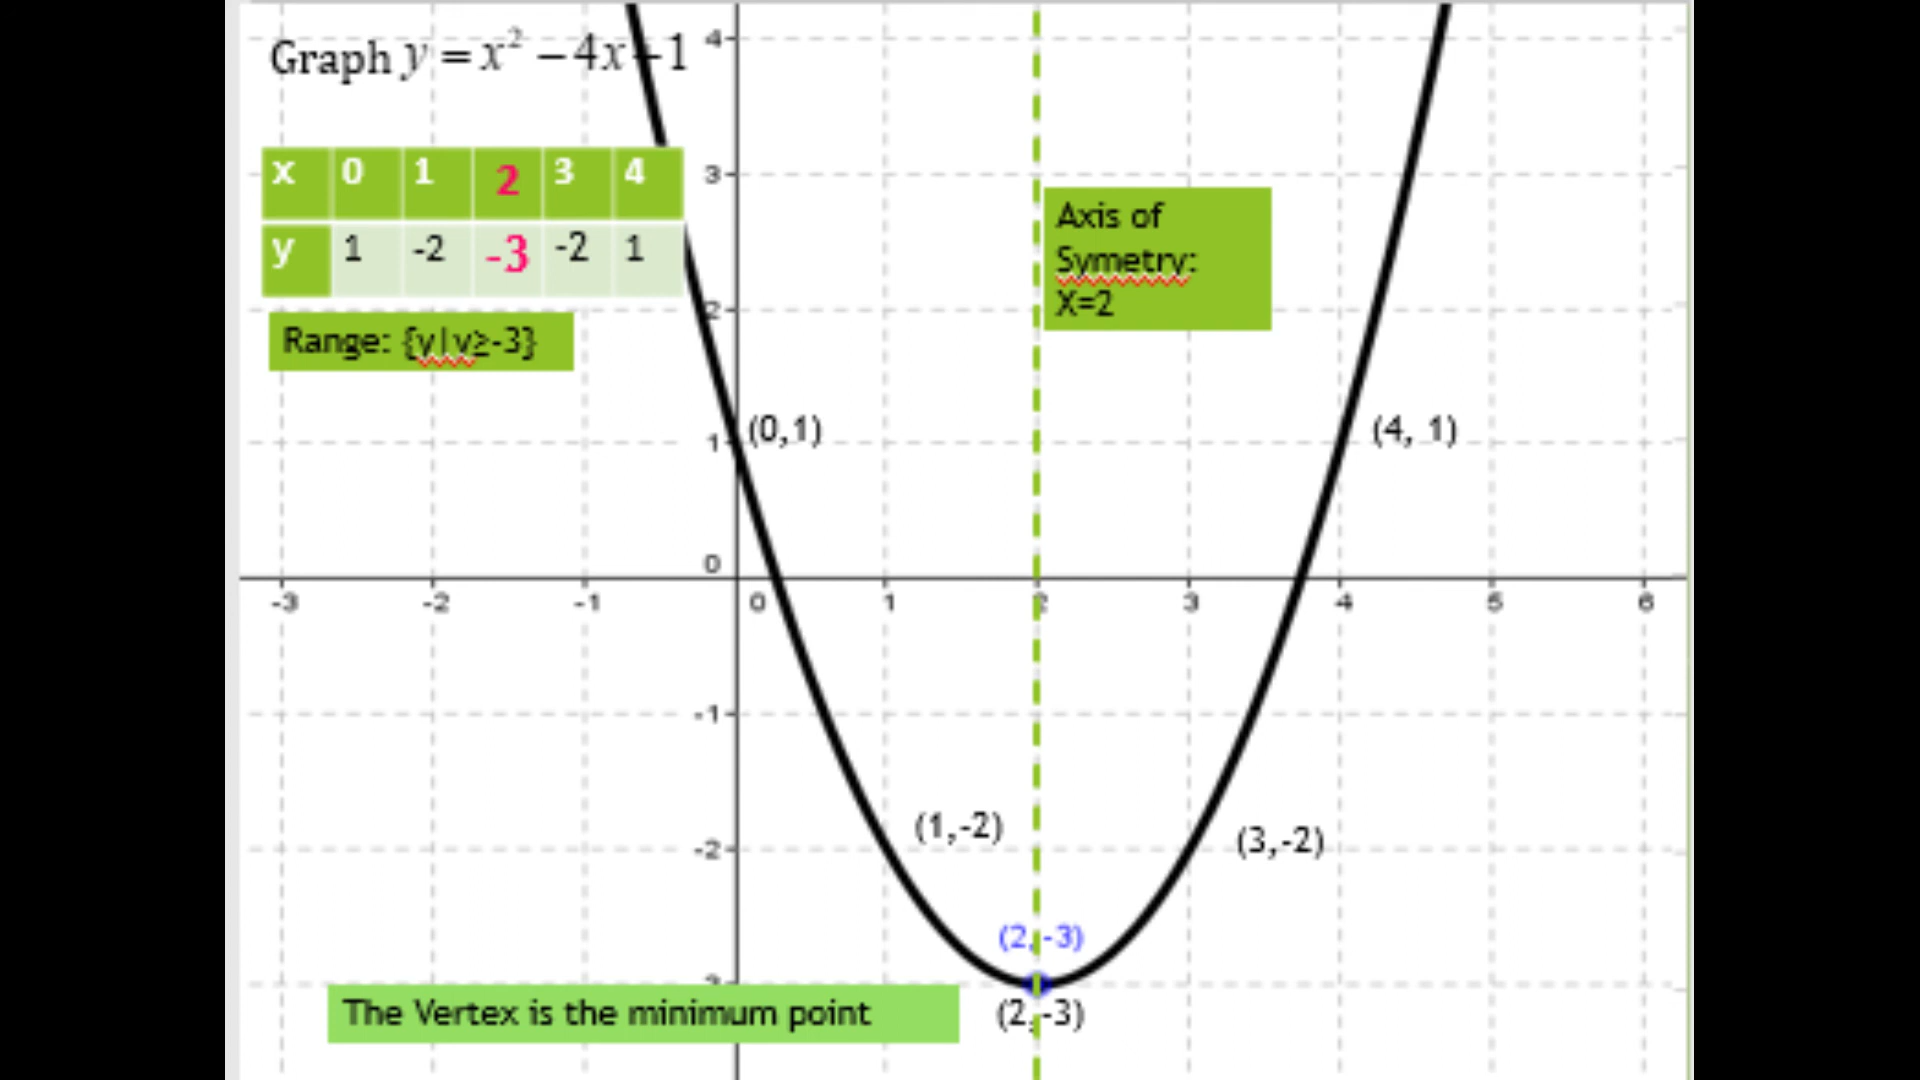 Graph y = x² – 4x+1
x 0 1 2 3 4
y 1 -2 -3 -2 1
Range: {y|y≥-3}
Axis of
Symetry:
X=2
(0,1)
(4, 1)
(1,-2)
(3,-2)
(2,-3)
(2,-3)
The Vertex is the minimum point
4
3
2
1
0
-1
-2
-3 -2 -1 0 1 2 3 4 5 6